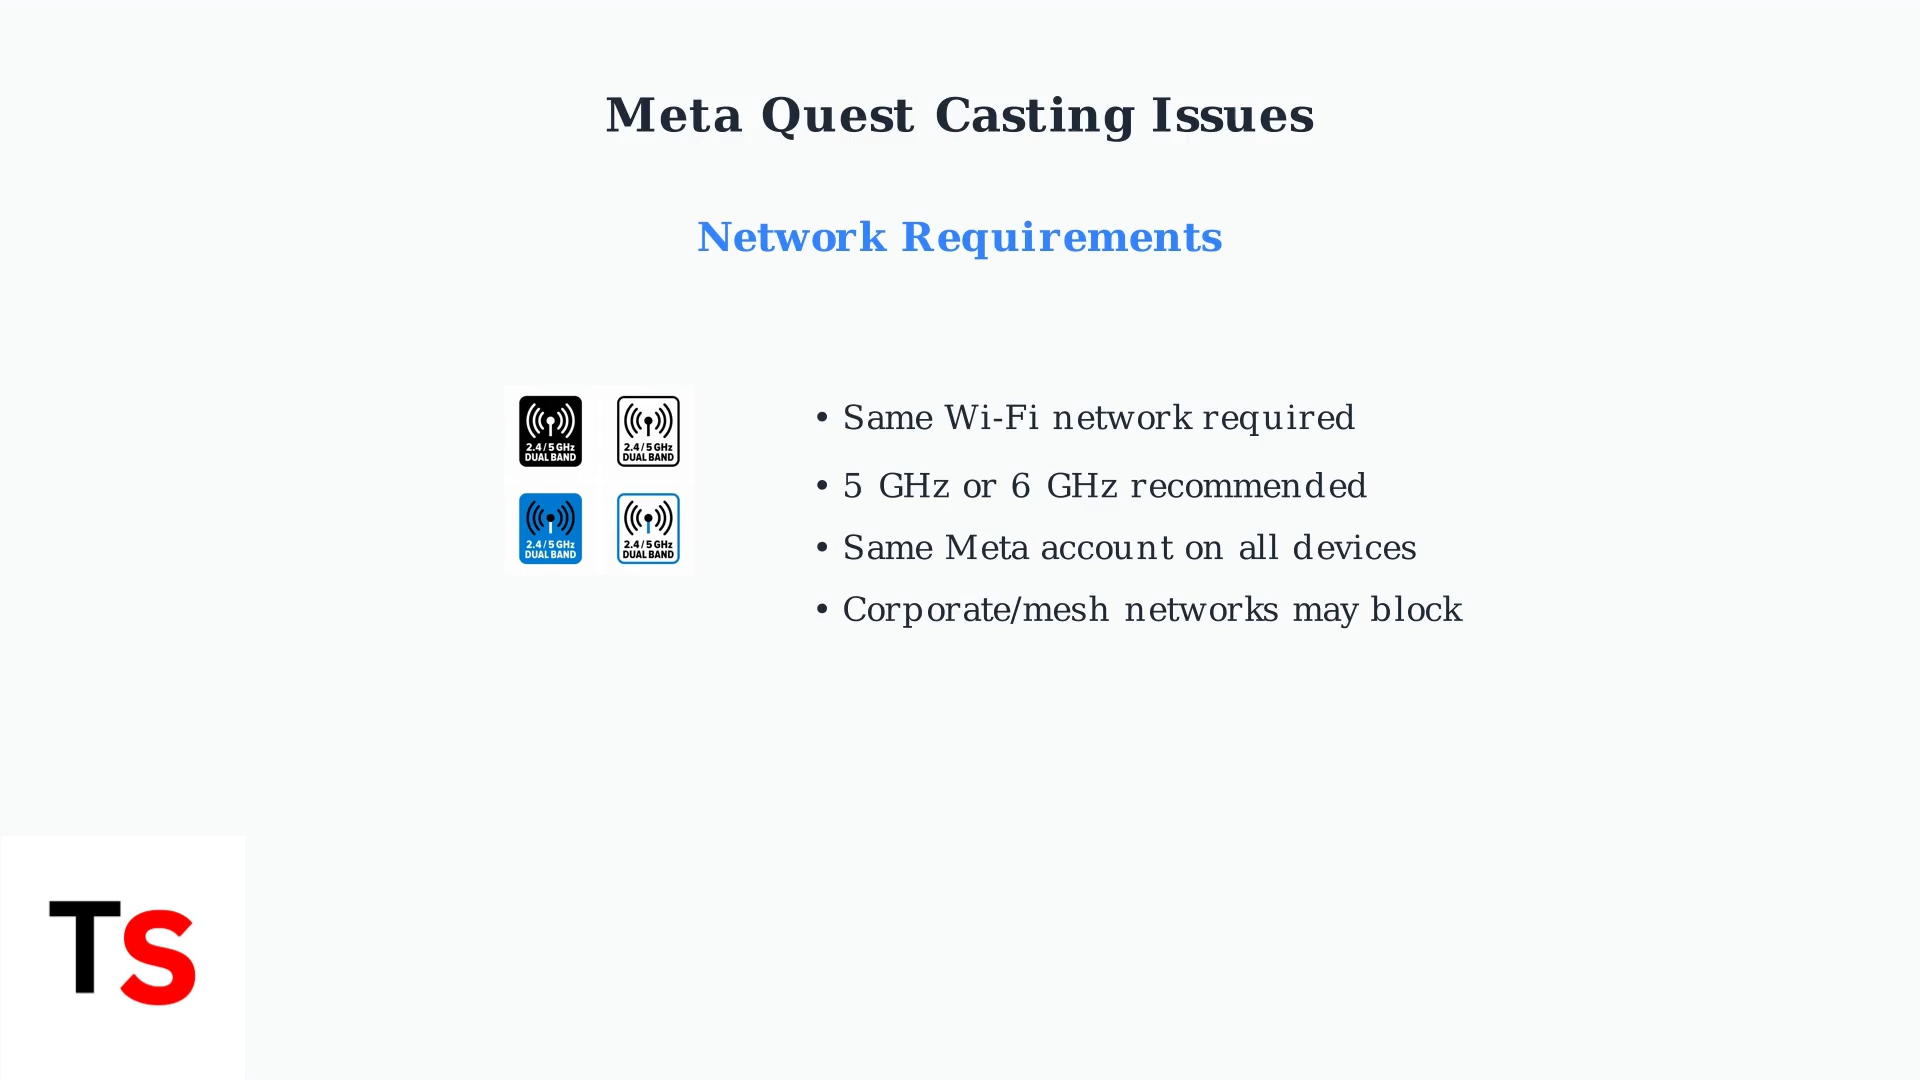 Meta Quest Casting Issues
Network Requirements
2.4 / 5 GHz
DUAL BAND
2.4 / 5 GHz
DUAL BAND
2.4 / 5 GHz
DUAL BAND
2.4 / 5 GHz
DUAL BAND
• Same Wi-Fi network required
• 5 GHz or 6 GHz recommended
• Same Meta account on all devices
• Corporate/mesh networks may block
TS